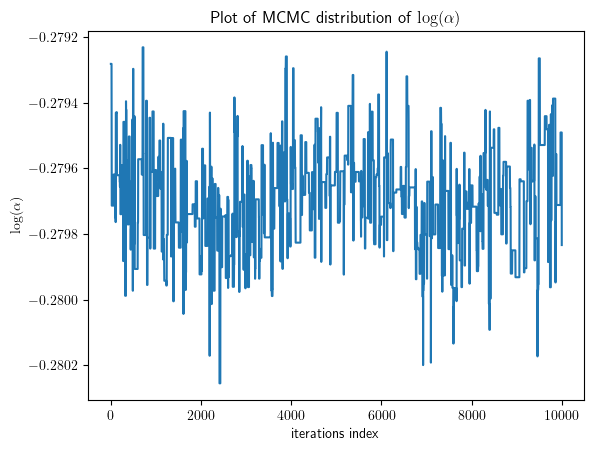 Plot of MCMC distribution of log(α)
−0.2792
−0.2794
−0.2796
−0.2798
−0.2800
−0.2802
log(α)
0 2000 4000 6000 8000 10000
iterations index